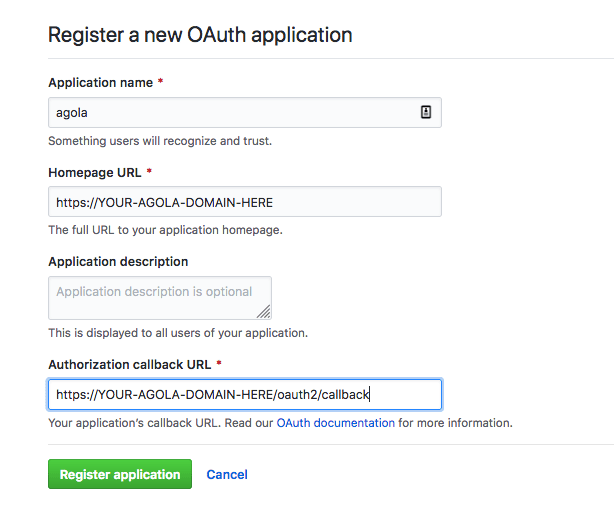 Register a new OAuth application
Application name *
agola
Something users will recognize and trust.
Homepage URL *
https://YOUR-AGOLA-DOMAIN-HERE
The full URL to your application homepage.
Application description
Application description is optional
This is displayed to all users of your application.
Authorization callback URL *
https://YOUR-AGOLA-DOMAIN-HERE/oauth2/callback
Your application’s callback URL. Read our OAuth documentation for more information.
Register application Cancel